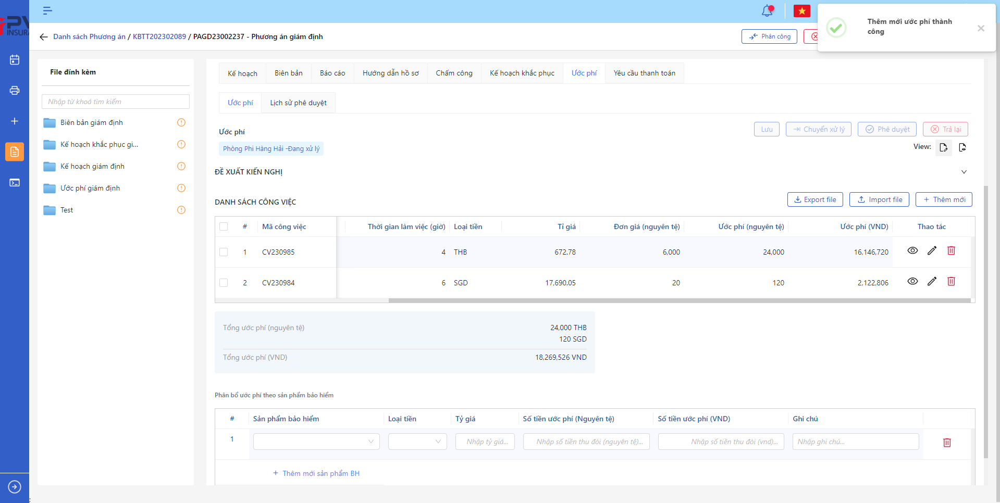 Thêm mới ước phí thành
công
Danh sách Phương án / KBTT202302089 / PAGD23002237 - Phương án giám định
Phân công
File đính kèm
Nhập từ khoá tìm kiếm
Biên bản giám định
Kế hoạch khắc phục gi...
Kế hoạch giám định
Ước phí giám định
Test
Kế hoạch
Biên bản
Báo cáo
Hướng dẫn hồ sơ
Chấm công
Kế hoạch khắc phục
Ước phí
Yêu cầu thanh toán
Ước phí
Lịch sử phê duyệt
Ước phí
Lưu
Chuyển xử lý
Phê duyệt
Trả lại
Phòng Phi Hàng Hải -Đang xử lý
View:
ĐỀ XUẤT KIẾN NGHỊ
DANH SÁCH CÔNG VIỆC
Export file
Import file
+ Thêm mới
# Mã công việc Thời gian làm việc (giờ) Loại tiền Tỉ giá Đơn giá (nguyên tệ) Ước phí (nguyên tệ) Ước phí (VND) Thao tác
1 CV230985 4 THB 672.78 6,000 24,000 16,146,720
2 CV230984 6 SGD 17,690.05 20 120 2,122,806
Tổng ước phí (nguyên tệ) 24,000 THB
120 SGD
Tổng ước phí (VND) 18,269,526 VND
Phân bổ ước phí theo sản phẩm bảo hiểm
# Sản phẩm bảo hiểm Loại tiền Tỷ giá Số tiền ước phí (Nguyên tệ) Số tiền ước phí (VND) Ghi chú
1 Nhập tỷ giá... Nhập số tiền thu đòi (nguyên tệ)... Nhập số tiền thu đòi (vnd)... Nhập ghi chú...
+ Thêm mới sản phẩm BH
;